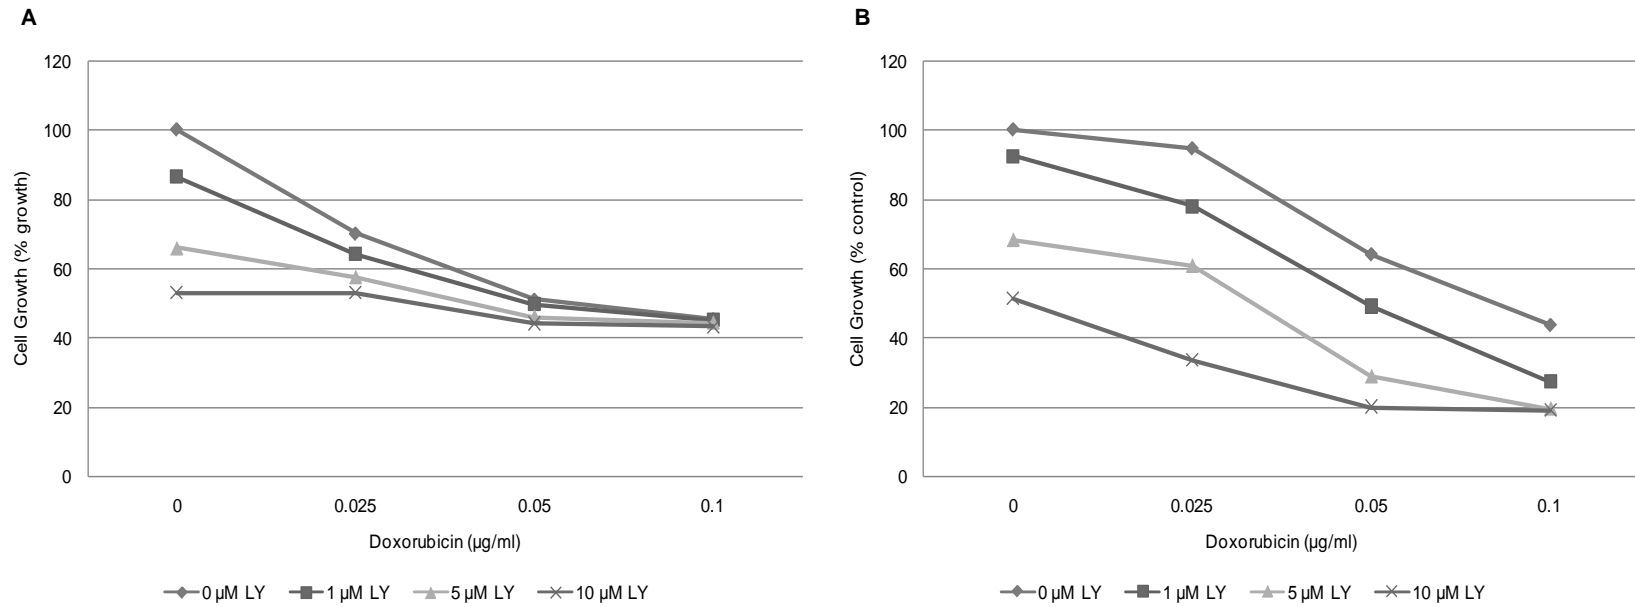 A
120
100
80
60
40
20
0
Cell Growth (% growth)
0 0.025 0.05 0.1
Doxorubicin (µg/ml)
0 µM LY 1 µM LY 5 µM LY 10 µM LY
B
120
100
80
60
40
20
0
Cell Growth (% control)
0 0.025 0.05 0.1
Doxorubicin (µg/ml)
0 µM LY 1 µM LY 5 µM LY 10 µM LY